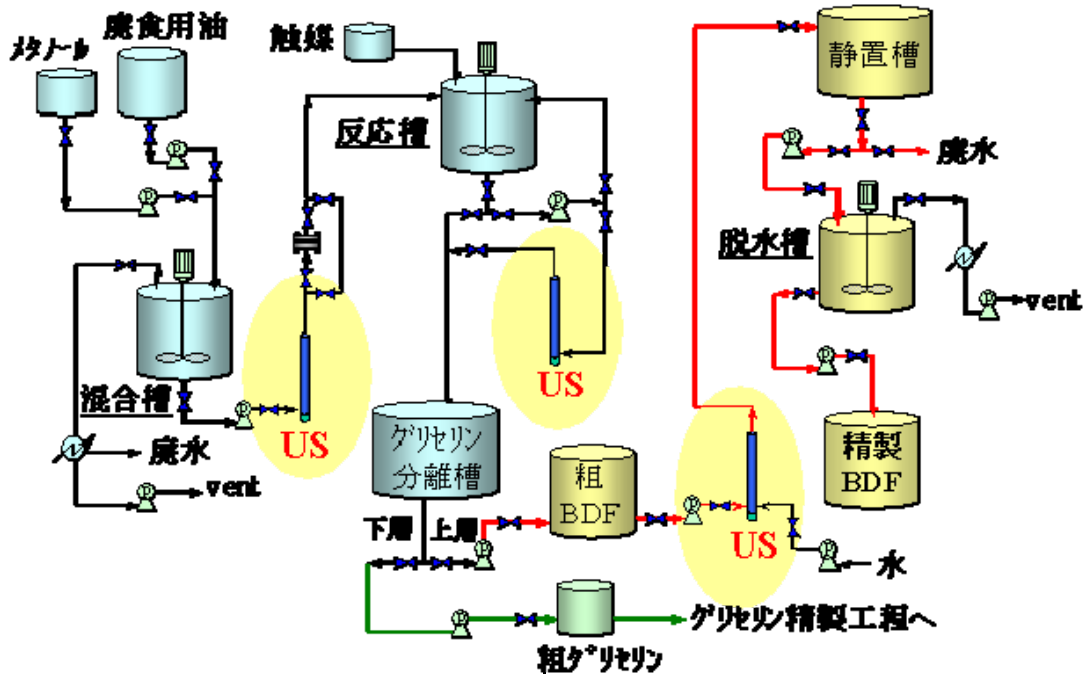 メタノール
廃食用油
触媒
反応槽
静置槽
廃水
脱水槽
vent
混合槽
US
US
廃水
vent
グリセリン
分離槽
下層
上層
粗
BDF
US
水
精製
BDF
粗グリセリン
グリセリン精製工程へ
P
P
P
P
P
P
P
P
P
P
P
P
P